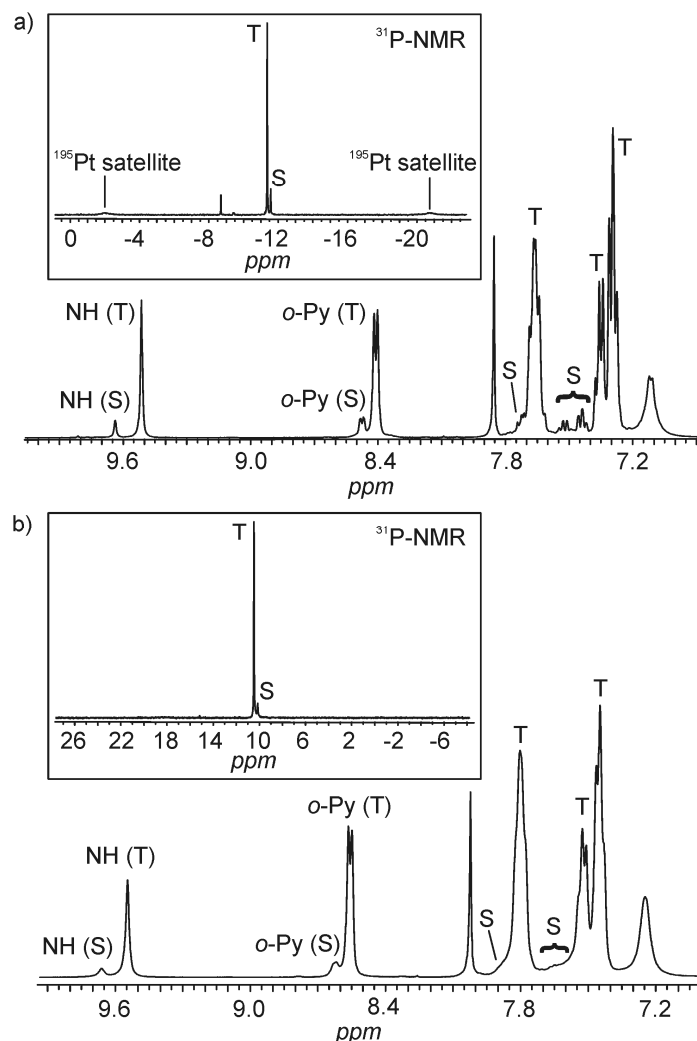 a)
T
³¹P-NMR
¹⁹⁵Pt satellite
S
¹⁹⁵Pt satellite
0 -4 -8 -12 -16 -20
ppm
T
T
T
NH (T)
o-Py (T)
NH (S)
o-Py (S)
S
S
9.6 9.0 8.4 7.8 7.2
ppm
b)
T
³¹P-NMR
S
26 22 18 14 10 6 2 -2 -6
ppm
T
T
T
o-Py (T)
NH (T)
NH (S)
o-Py (S)
S
S
9.6 9.0 8.4 7.8 7.2
ppm